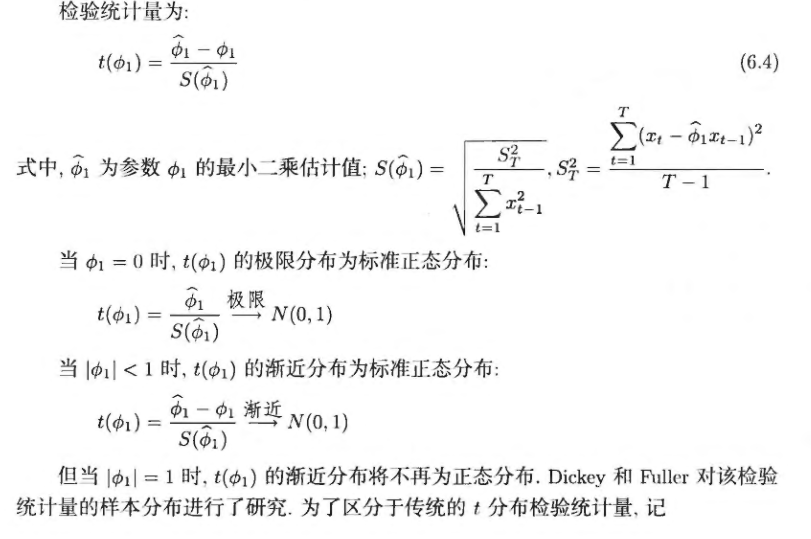 检验统计量为:
$t(\phi_1) = \dfrac{\widehat{\phi}_1 - \phi_1}{S(\widehat{\phi}_1)}$ (6.4)
式中, $\widehat{\phi}_1$ 为参数 $\phi_1$ 的最小二乘估计值; $S(\widehat{\phi}_1) = \sqrt{\dfrac{S_T^2}{\sum_{t=1}^{T} x_{t-1}^2}}, S_T^2 = \dfrac{\sum_{t=1}^{T}(x_t - \widehat{\phi}_1 x_{t-1})^2}{T-1}$.
当 $\phi_1 = 0$ 时, $t(\phi_1)$ 的极限分布为标准正态分布:
$t(\phi_1) = \dfrac{\widehat{\phi}_1}{S(\widehat{\phi}_1)} \xrightarrow{极限} N(0,1)$
当 $|\phi_1| < 1$ 时, $t(\phi_1)$ 的渐近分布为标准正态分布:
$t(\phi_1) = \dfrac{\widehat{\phi}_1 - \phi_1}{S(\widehat{\phi}_1)} \xrightarrow{渐近} N(0,1)$
但当 $|\phi_1| = 1$ 时, $t(\phi_1)$ 的渐近分布将不再为正态分布. Dickey 和 Fuller 对该检验
统计量的样本分布进行了研究. 为了区分于传统的 $t$ 分布检验统计量, 记